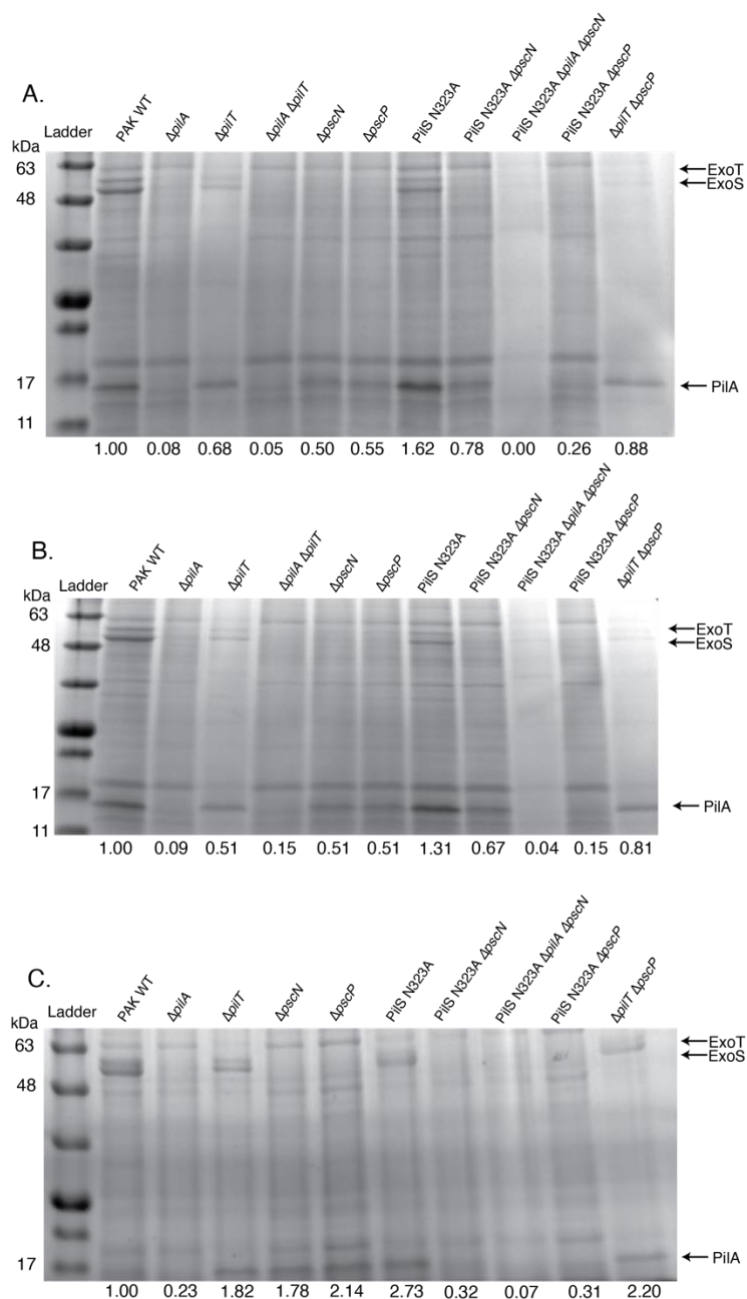 A.
Ladder
PAK WT
ΔpilA
ΔpilT
ΔpilA ΔpilT
ΔpscN
ΔpscP
PilS N323A
PilS N323A ΔpscN
PilS N323A ΔpilA ΔpscN
PilS N323A ΔpscP
ΔpilT ΔpscP
kDa
63
48
17
11
ExoT
ExoS
PilA
1.00 0.08 0.68 0.05 0.50 0.55 1.62 0.78 0.00 0.26 0.88
B.
Ladder
PAK WT
ΔpilA
ΔpilT
ΔpilA ΔpilT
ΔpscN
ΔpscP
PilS N323A
PilS N323A ΔpscN
PilS N323A ΔpilA ΔpscN
PilS N323A ΔpscP
ΔpilT ΔpscP
kDa
63
48
17
11
ExoT
ExoS
PilA
1.00 0.09 0.51 0.15 0.51 0.51 1.31 0.67 0.04 0.15 0.81
C.
Ladder
PAK WT
ΔpilA
ΔpilT
ΔpscN
ΔpscP
PilS N323A
PilS N323A ΔpscN
PilS N323A ΔpilA ΔpscN
PilS N323A ΔpscP
ΔpilT ΔpscP
kDa
63
48
17
ExoT
ExoS
PilA
1.00 0.23 1.82 1.78 2.14 2.73 0.32 0.07 0.31 2.20